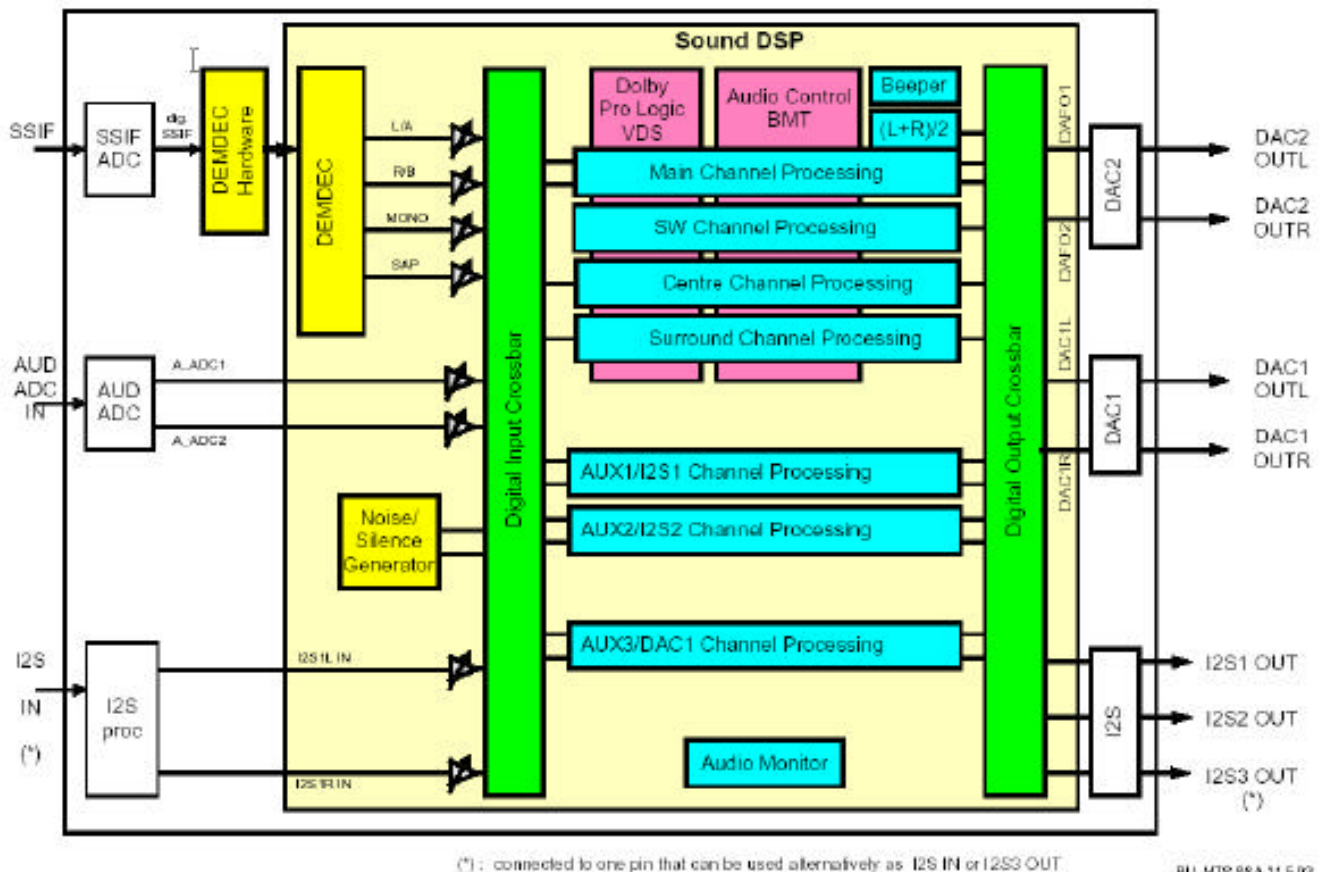 Sound DSP
SSIF
SSIF
ADC
dig.
SSIF
DEMDEC
Hardware
DEMDEC
L/A
R/B
MONO
SAP
AUD
ADC
IN
AUD
ADC
A_ADC1
A_ADC2
Noise/
Silence
Generator
I2S
IN
(*)
I2S
proc
I2S1L IN
I2S1R IN
Digital Input Crossbar
Dolby
Pro Logic
VDS
Audio Control
BMT
Beeper
(L+R)/2
Main Channel Processing
SW Channel Processing
Centre Channel Processing
Surround Channel Processing
AUX1/I2S1 Channel Processing
AUX2/I2S2 Channel Processing
AUX3/DAC1 Channel Processing
Audio Monitor
Digital Output Crossbar
DAFO1
DAFO2
DAC1L
DAC1R
DAC2
DAC1
I2S
DAC2
OUTL
DAC2
OUTR
DAC1
OUTL
DAC1
OUTR
I2S1 OUT
I2S2 OUT
I2S3 OUT
(*)
(*) : connected to one pin that can be used alternatively as I2S IN or I2S3 OUT